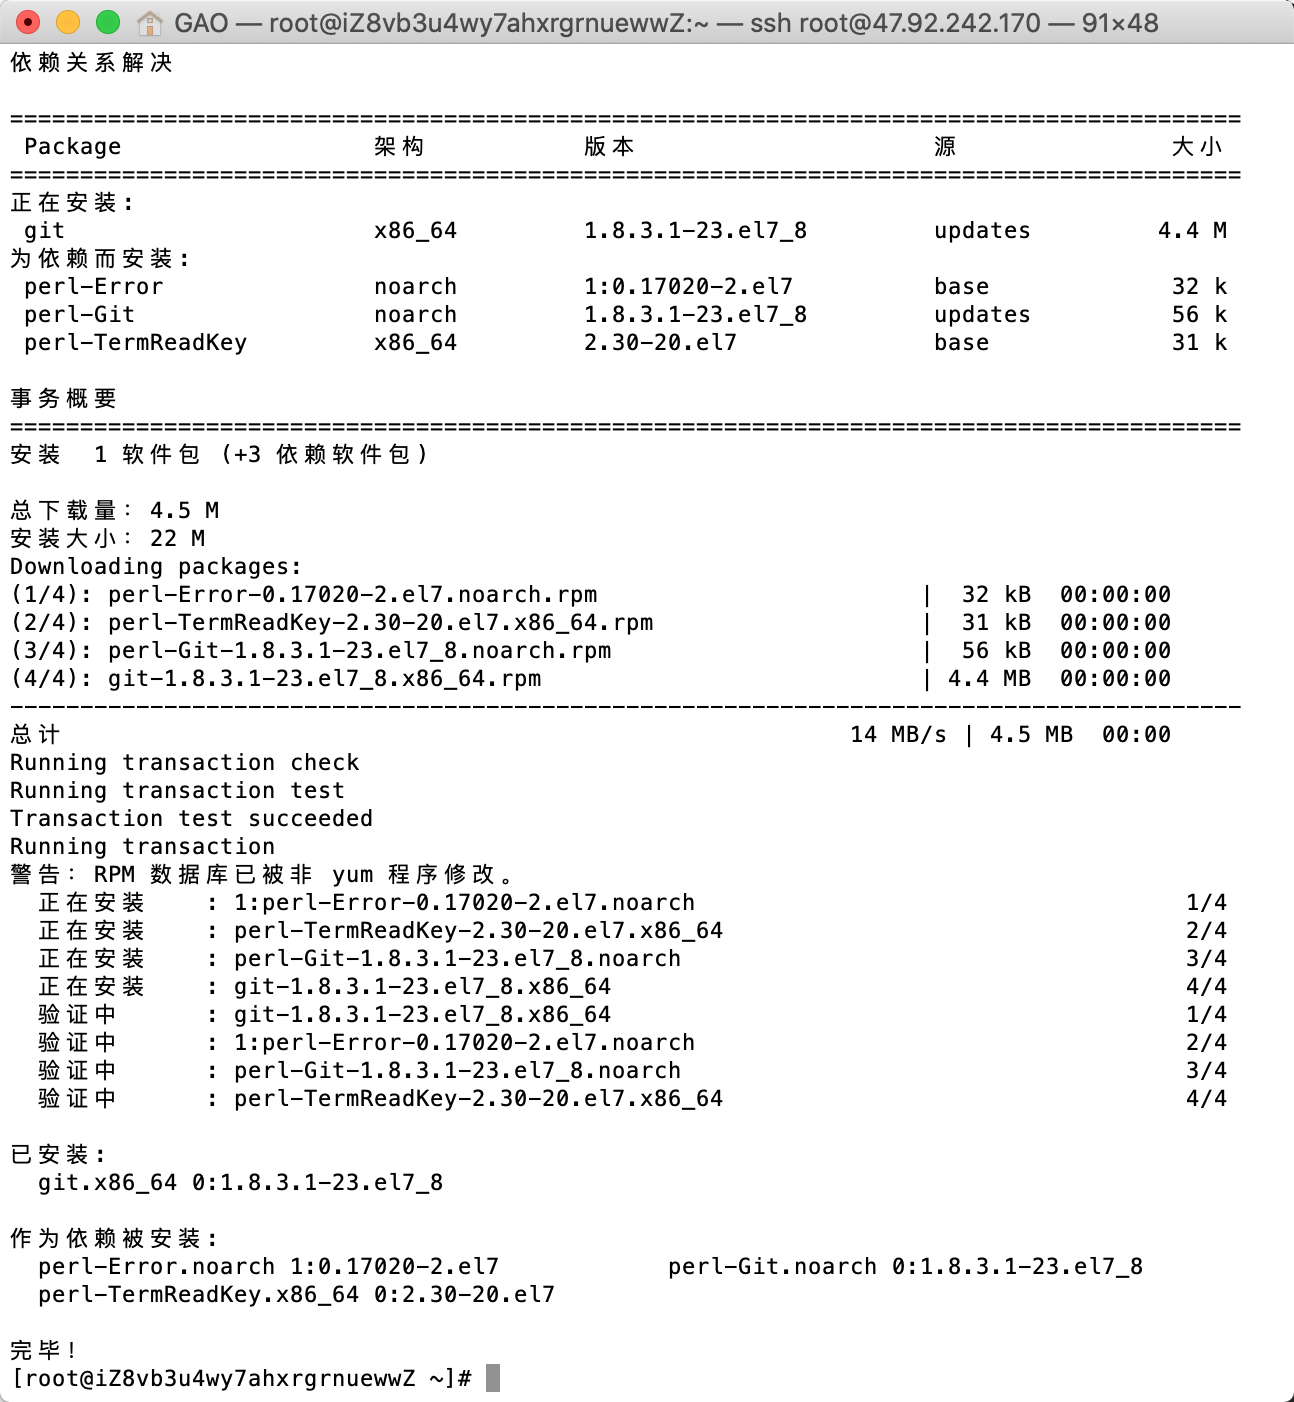 GAO — root@iZ8vb3u4wy7ahxrgrnuewwZ:~ — ssh root@47.92.242.170 — 91×48
依赖关系解决
===========================================================================================
Package 架构 版本 源 大小
===========================================================================================
正在安装:
git x86_64 1.8.3.1-23.el7_8 updates 4.4 M
为依赖而安装:
perl-Error noarch 1:0.17020-2.el7 base 32 k
perl-Git noarch 1.8.3.1-23.el7_8 updates 56 k
perl-TermReadKey x86_64 2.30-20.el7 base 31 k
事务概要
===========================================================================================
安装 1 软件包 (+3 依赖软件包)
总下载量：4.5 M
安装大小：22 M
Downloading packages:
(1/4): perl-Error-0.17020-2.el7.noarch.rpm | 32 kB 00:00:00
(2/4): perl-TermReadKey-2.30-20.el7.x86_64.rpm | 31 kB 00:00:00
(3/4): perl-Git-1.8.3.1-23.el7_8.noarch.rpm | 56 kB 00:00:00
(4/4): git-1.8.3.1-23.el7_8.x86_64.rpm | 4.4 MB 00:00:00
-------------------------------------------------------------------------------------------
总计 14 MB/s | 4.5 MB 00:00
Running transaction check
Running transaction test
Transaction test succeeded
Running transaction
警告：RPM 数据库已被非 yum 程序修改。
正在安装 : 1:perl-Error-0.17020-2.el7.noarch 1/4
正在安装 : perl-TermReadKey-2.30-20.el7.x86_64 2/4
正在安装 : perl-Git-1.8.3.1-23.el7_8.noarch 3/4
正在安装 : git-1.8.3.1-23.el7_8.x86_64 4/4
验证中 : git-1.8.3.1-23.el7_8.x86_64 1/4
验证中 : 1:perl-Error-0.17020-2.el7.noarch 2/4
验证中 : perl-Git-1.8.3.1-23.el7_8.noarch 3/4
验证中 : perl-TermReadKey-2.30-20.el7.x86_64 4/4
已安装:
git.x86_64 0:1.8.3.1-23.el7_8
作为依赖被安装:
perl-Error.noarch 1:0.17020-2.el7 perl-Git.noarch 0:1.8.3.1-23.el7_8
perl-TermReadKey.x86_64 0:2.30-20.el7
完毕！
[root@iZ8vb3u4wy7ahxrgrnuewwZ ~]#